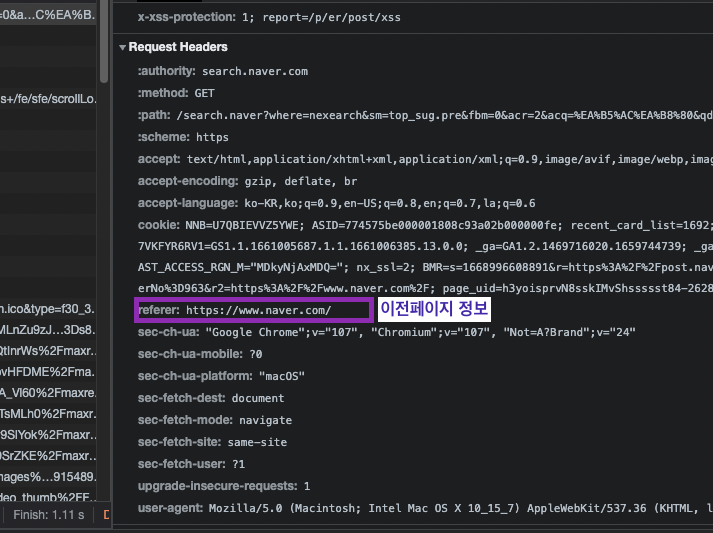 =0&a...C%EA%B.
x-xss-protection: 1; report=/p/er/post/xss
Request Headers
:authority: search.naver.com
:method: GET
s+/fe/sfe/scrollLo.
:path: /search.naver?where=nexearch&sm=top_sug.pre&fbm=0&acr=2&acq=%EA%B5%AC%EA%B8%80&qd
:scheme: https
accept: text/html,application/xhtml+xml,application/xml;q=0.9,image/avif,image/webp,imag
accept-encoding: gzip, deflate, br
accept-language: ko-KR,ko;q=0.9,en-US;q=0.8,en;q=0.7,la;q=0.6
cookie: NNB=U7QBIEVVZ5YWE; ASID=774575be000001808c93a02b000000fe; recent_card_list=1692;
7VKFYR6RV1=GS1.1.1661005687.1.1.1661006385.13.0.0; _ga=GA1.2.1469716020.1659744739; _ga
AST_ACCESS_RGN_M="MDkyNjAxMDQ="; nx_ssl=2; BMR=s=1668996608891&r=https%3A%2F%2Fpost.nav
erNo%3D963&r2=https%3A%2F%2Fwww.naver.com%2F; page_uid=h3yoisprvN8sskIMvShssssst84-2628
n.ico&type=f30_3.
referer: https://www.naver.com/
이전페이지 정보
MLnZu9zJ...3Ds8.
sec-ch-ua: "Google Chrome";v="107", "Chromium";v="107", "Not=A?Brand";v="24"
QtlnrWs%2Fmaxr.
sec-ch-ua-mobile: ?0
ovHFDME%2Fma.
sec-ch-ua-platform: "macOS"
A_Vl60%2Fmaxre.
sec-fetch-dest: document
TsMLh0%2Fmaxr.
sec-fetch-mode: navigate
r9SlYok%2Fmaxr.
sec-fetch-site: same-site
0SrZKE%2Fmaxr.
sec-fetch-user: ?1
nages%...915489.
upgrade-insecure-requests: 1
deo_thumb%2FF.
user-agent: Mozilla/5.0 (Macintosh; Intel Mac OS X 10_15_7) AppleWebKit/537.36 (KHTML, l
Finish: 1.11 s